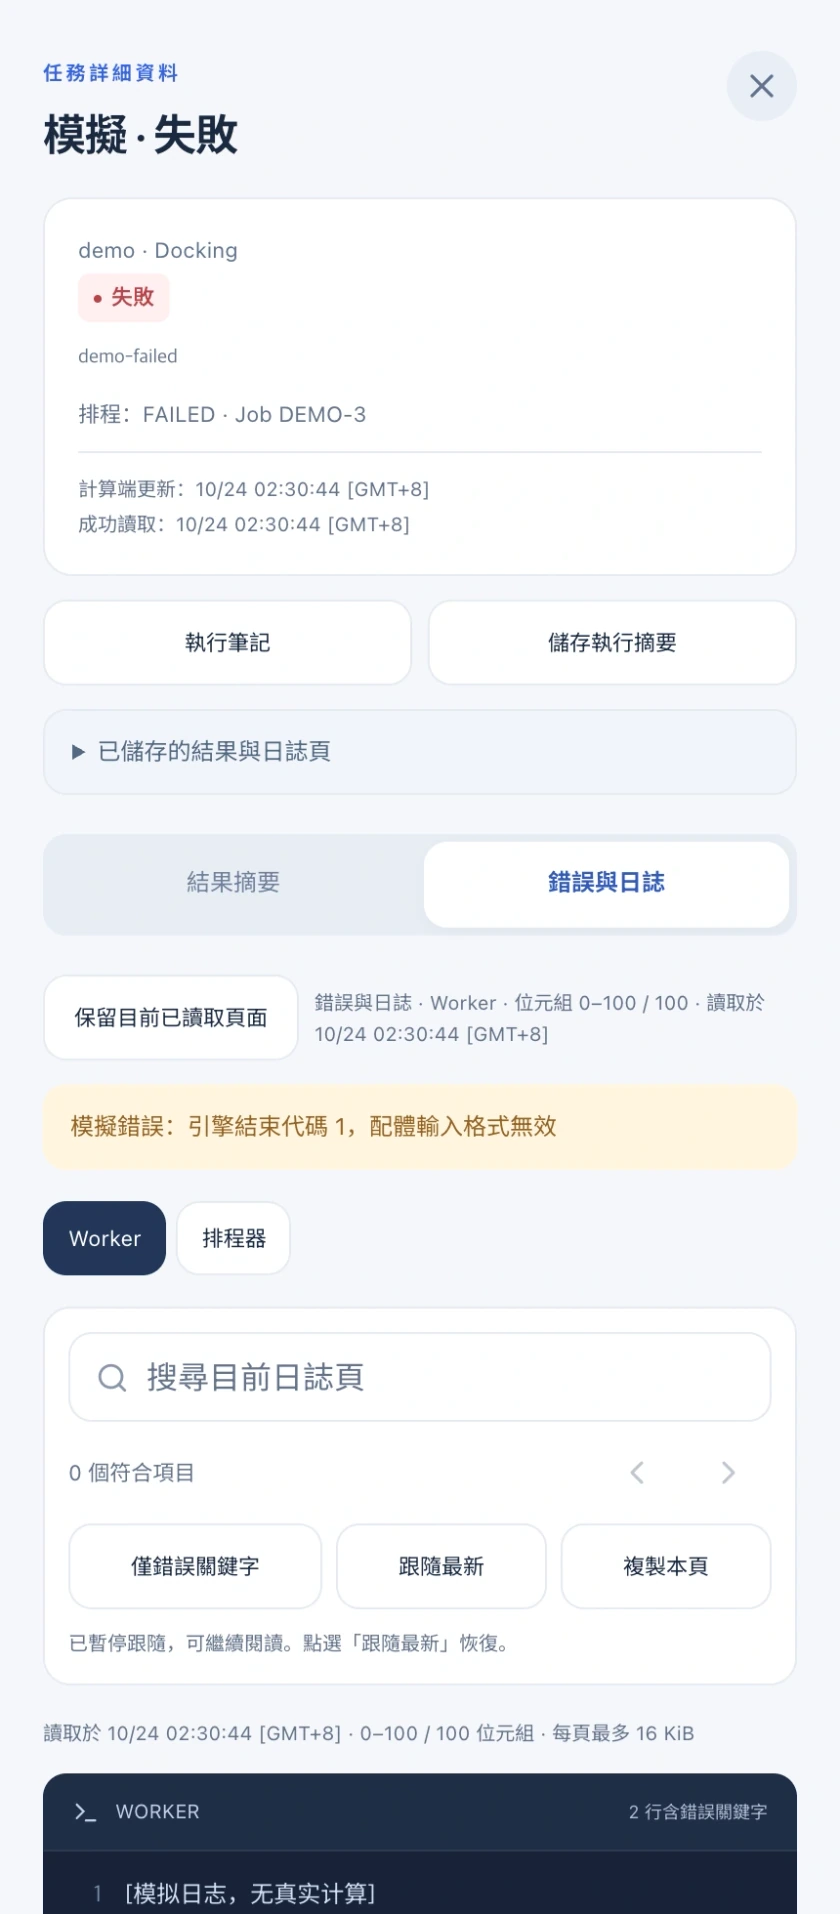 任務詳細資料
模擬 · 失敗
demo · Docking
• 失敗
demo-failed
排程：FAILED · Job DEMO-3
計算端更新：10/24 02:30:44 [GMT+8]
成功讀取：10/24 02:30:44 [GMT+8]
執行筆記
儲存執行摘要
▶ 已儲存的結果與日誌頁
結果摘要
錯誤與日誌
保留目前已讀取頁面
錯誤與日誌 · Worker · 位元組 0–100 / 100 · 讀取於
10/24 02:30:44 [GMT+8]
模擬錯誤：引擎結束代碼 1，配體輸入格式無效
Worker
排程器
搜尋目前日誌頁
0 個符合項目
僅錯誤關鍵字
跟隨最新
複製本頁
已暫停跟隨，可繼續閱讀。點選「跟隨最新」恢復。
讀取於 10/24 02:30:44 [GMT+8] · 0–100 / 100 位元組 · 每頁最多 16 KiB
WORKER
2 行含錯誤關鍵字
1 [模拟日志，无真实计算]